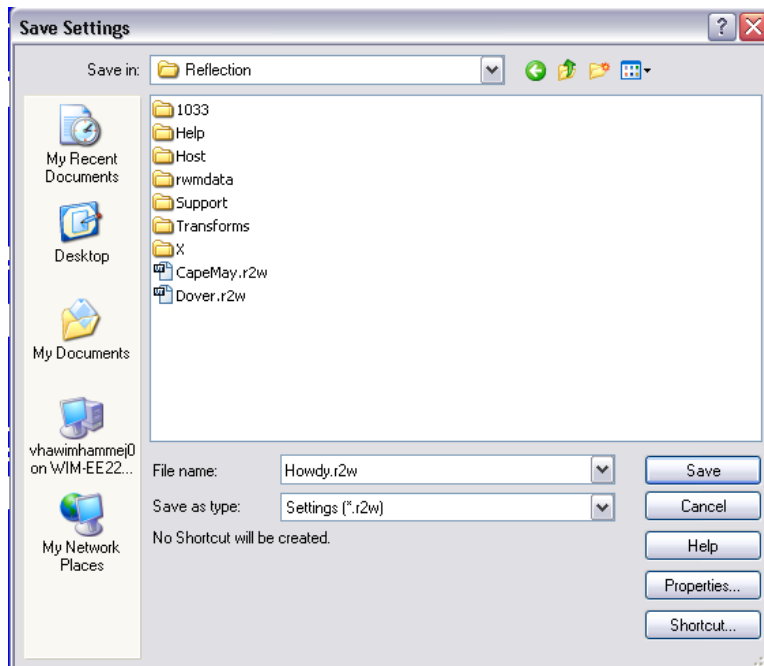 Save Settings
Save in:
Reflection
My Recent
Documents
Desktop
My Documents
vhawimhammej0
on WIM-EE22...
My Network
Places
1033
Help
Host
rwmdata
Support
Transforms
X
CapeMay.r2w
Dover.r2w
File name:
Howdy.r2w
Save
Save as type:
Settings (*.r2w)
Cancel
No Shortcut will be created.
Help
Properties...
Shortcut...